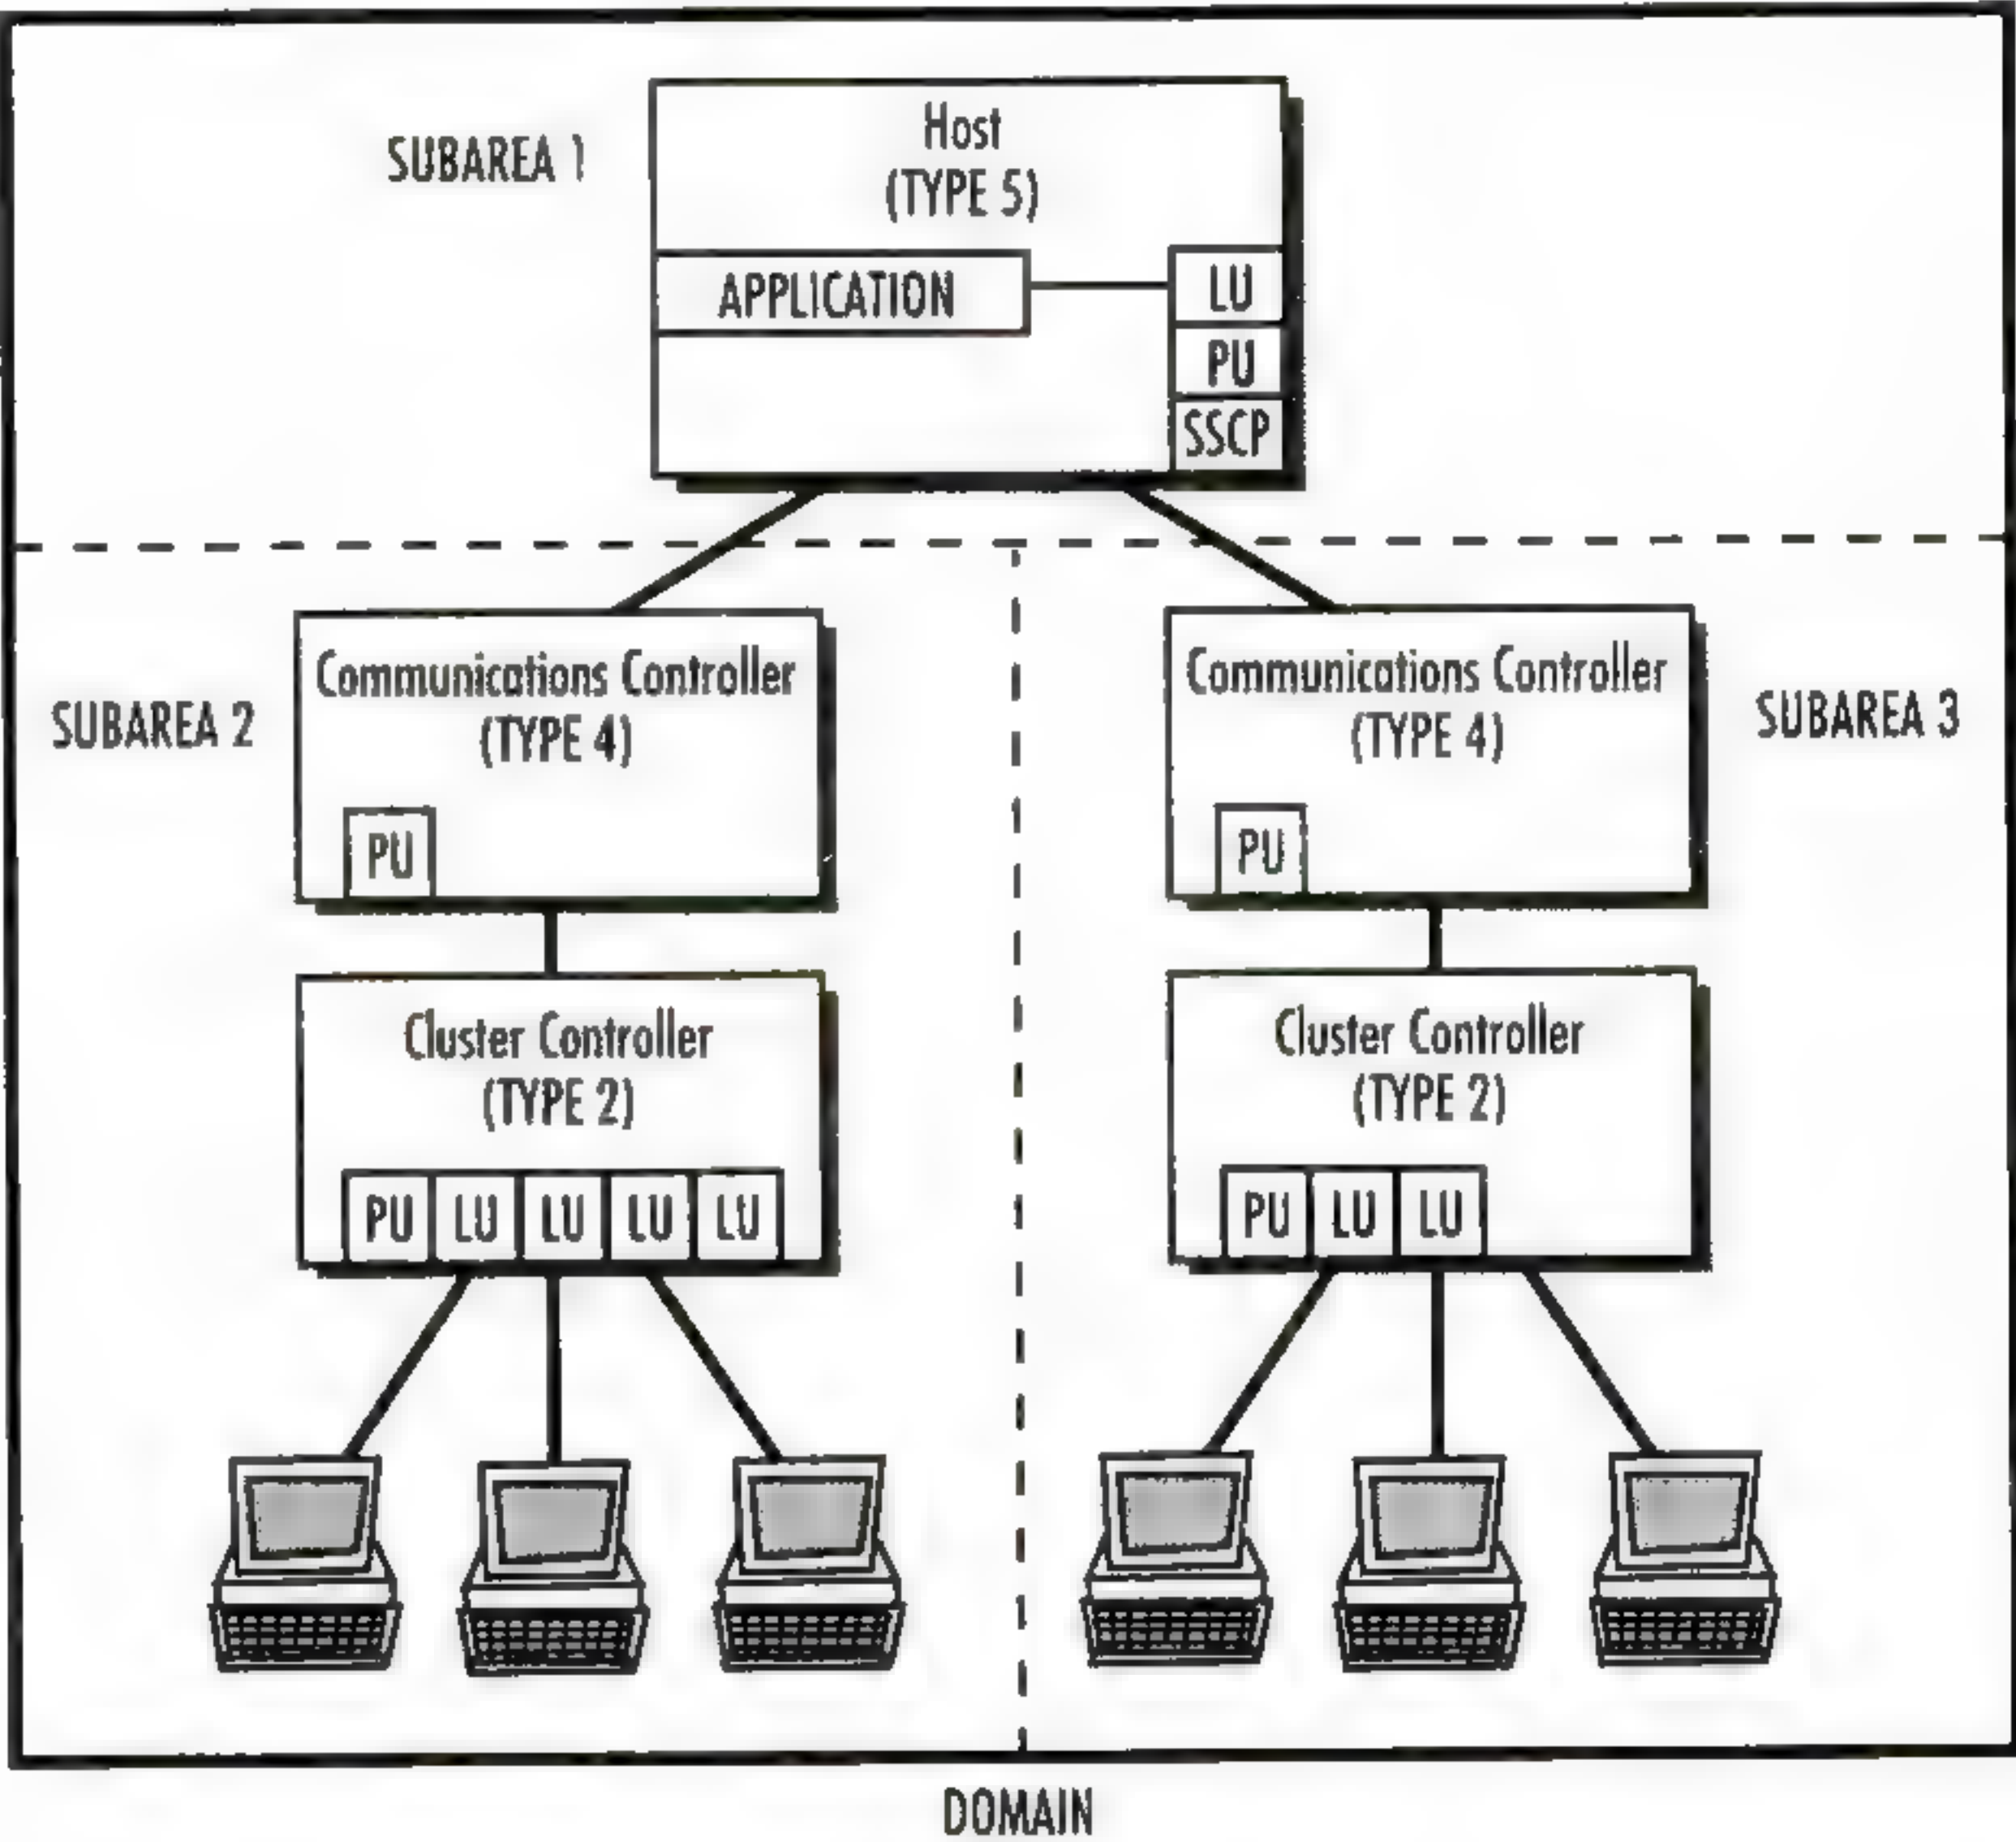 SUBAREA 1
Host
(TYPE 5)
APPLICATION
LU
PU
SSCP
SUBAREA 2
Communications Controller
(TYPE 4)
PU
Communications Controller
(TYPE 4)
PU
SUBAREA 3
Cluster Controller
(TYPE 2)
PU LU LU LU LU
Cluster Controller
(TYPE 2)
PU LU LU
DOMAIN